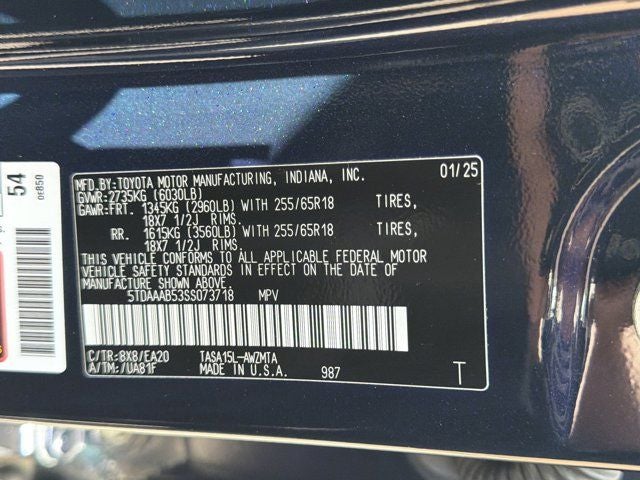 54
0E850
MFD.BY:TOYOTA MOTOR MANUFACTURING, INDIANA, INC. 01/25
GVWR:2735KG (6030LB)
GAWR:FRT. 1345KG (2960LB) WITH 255/65R18 TIRES,
18X7 1/2J RIMS.
RR. 1615KG (3560LB) WITH 255/65R18 TIRES,
18X7 1/2J RIMS.
THIS VEHICLE CONFORMS TO ALL APPLICABLE FEDERAL MOTOR
VEHICLE SAFETY STANDARDS IN EFFECT ON THE DATE OF
MANUFACTURE SHOWN ABOVE.
5TDAAAB53SS073718 MPV
C/TR:8X8/EA20 TASA15L-AWZMTA
A/TM:/UA81F MADE IN U.S.A. 987 T